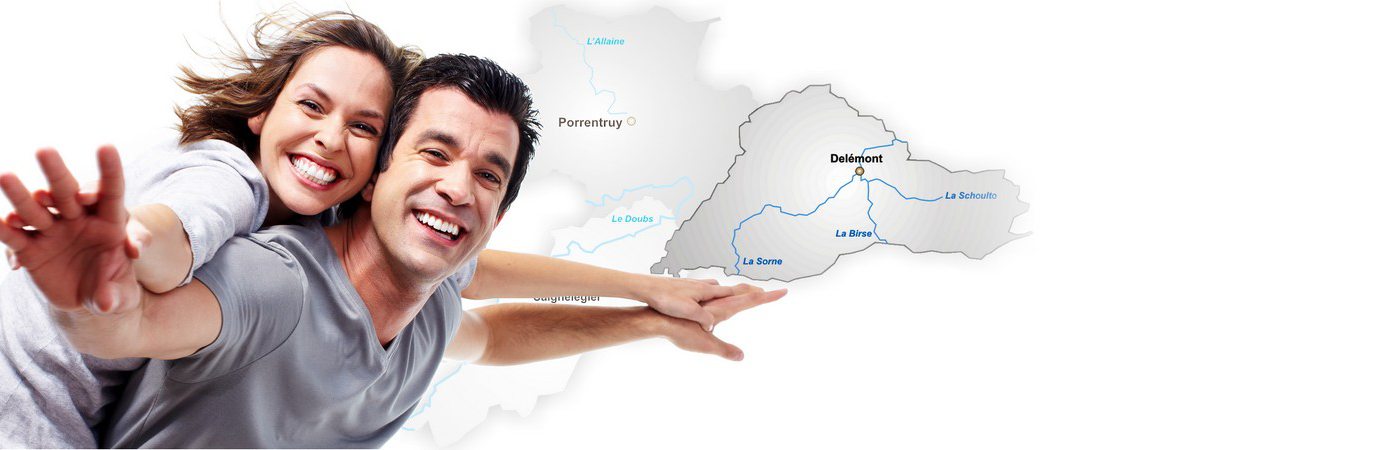 L'Allaine
Porrentruy
Delémont
La Schoulte
Le Doubs
La Birse
La Sorne